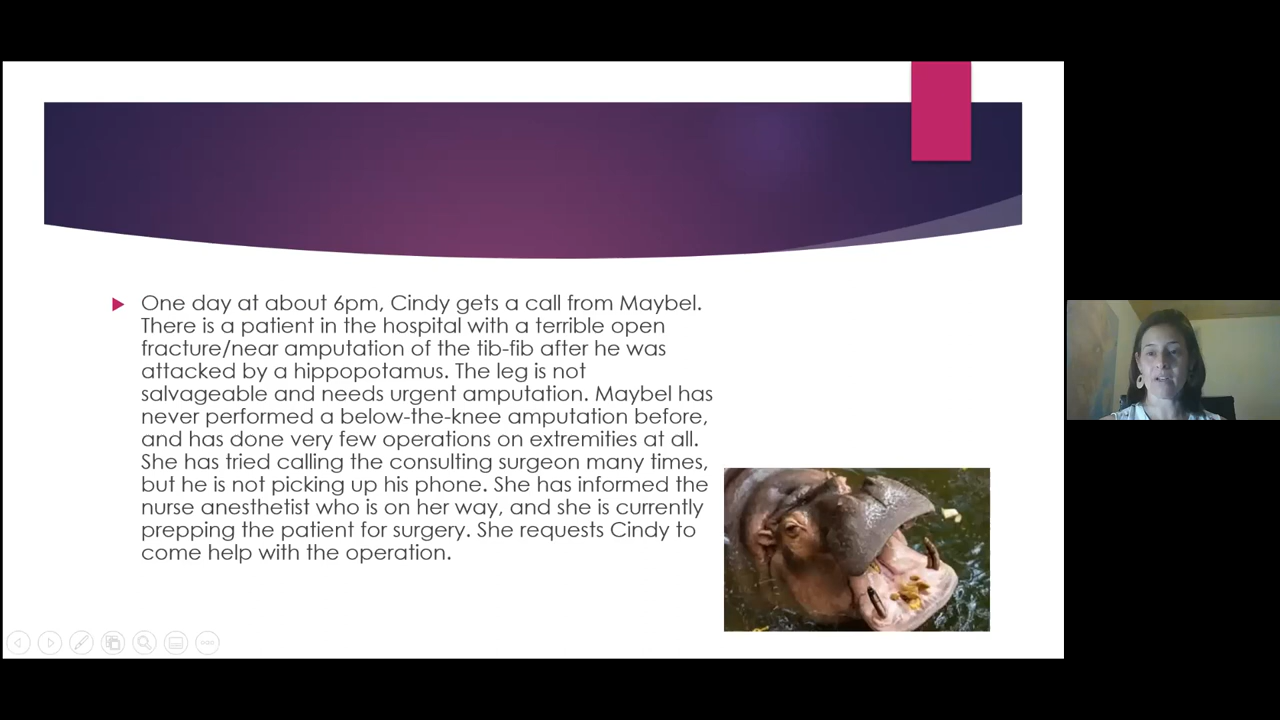 One day at about 6pm, Cindy gets a call from Maybel.
There is a patient in the hospital with a terrible open
fracture/near amputation of the tib-fib after he was
attacked by a hippopotamus. The leg is not
salvageable and needs urgent amputation. Maybel has
never performed a below-the-knee amputation before,
and has done very few operations on extremities at all.
She has tried calling the consulting surgeon many times,
but he is not picking up his phone. She has informed the
nurse anesthetist who is on her way, and she is currently
prepping the patient for surgery. She requests Cindy to
come help with the operation.